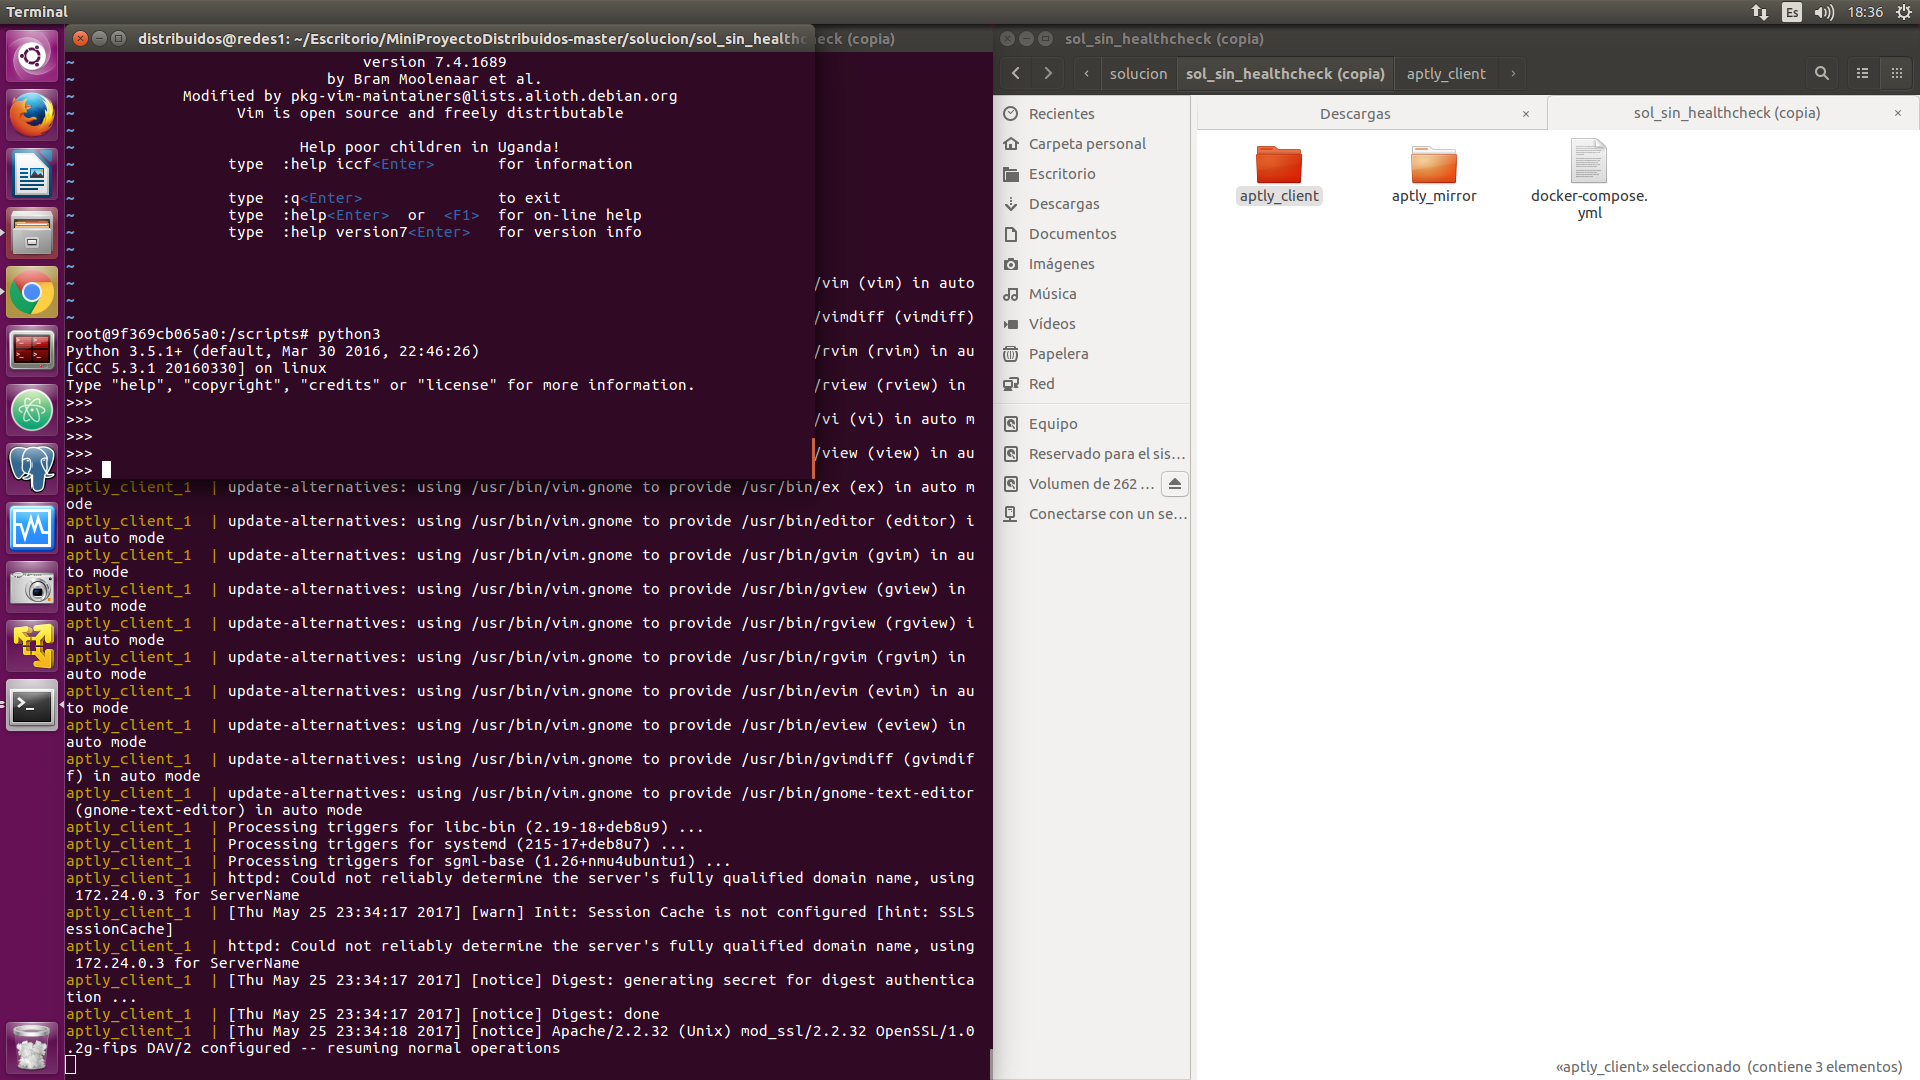 Terminal
Es
18:36
distribuidos@redes1: ~/Escritorio/MiniProyectoDistribuidos-master/solucion/sol_sin_healthc
eck (copia)
~ version 7.4.1689
~ by Bram Moolenaar et al.
~ Modified by pkg-vim-maintainers@lists.alioth.debian.org
~ Vim is open source and freely distributable
~
~ Help poor children in Uganda!
~ type :help iccf<Enter> for information
~
~ type :q<Enter> to exit
~ type :help<Enter> or <F1> for on-line help
~ type :help version7<Enter> for version info
~
~
~
~
~
root@9f369cb065a0:/scripts# python3
Python 3.5.1+ (default, Mar 30 2016, 22:46:26)
[GCC 5.3.1 20160330] on linux
Type "help", "copyright", "credits" or "license" for more information.
>>>
>>>
>>>
>>>
>>>
/vim (vim) in auto
/vimdiff (vimdiff)
/rvim (rvim) in au
/rview (rview) in
/vi (vi) in auto m
/view (view) in au
aptly_client_1 | update-alternatives: using /usr/bin/vim.gnome to provide /usr/bin/ex (ex) in auto m
ode
aptly_client_1 | update-alternatives: using /usr/bin/vim.gnome to provide /usr/bin/editor (editor) i
n auto mode
aptly_client_1 | update-alternatives: using /usr/bin/vim.gnome to provide /usr/bin/gvim (gvim) in au
to mode
aptly_client_1 | update-alternatives: using /usr/bin/vim.gnome to provide /usr/bin/gview (gview) in
auto mode
aptly_client_1 | update-alternatives: using /usr/bin/vim.gnome to provide /usr/bin/rgview (rgview) i
n auto mode
aptly_client_1 | update-alternatives: using /usr/bin/vim.gnome to provide /usr/bin/rgvim (rgvim) in
auto mode
aptly_client_1 | update-alternatives: using /usr/bin/vim.gnome to provide /usr/bin/evim (evim) in au
to mode
aptly_client_1 | update-alternatives: using /usr/bin/vim.gnome to provide /usr/bin/eview (eview) in
auto mode
aptly_client_1 | update-alternatives: using /usr/bin/vim.gnome to provide /usr/bin/gvimdiff (gvimdif
f) in auto mode
aptly_client_1 | update-alternatives: using /usr/bin/vim.gnome to provide /usr/bin/gnome-text-editor
(gnome-text-editor) in auto mode
aptly_client_1 | Processing triggers for libc-bin (2.19-18+deb8u9) ...
aptly_client_1 | Processing triggers for systemd (215-17+deb8u7) ...
aptly_client_1 | Processing triggers for sgml-base (1.26+nmu4ubuntu1) ...
aptly_client_1 | httpd: Could not reliably determine the server's fully qualified domain name, using
172.24.0.3 for ServerName
aptly_client_1 | [Thu May 25 23:34:17 2017] [warn] Init: Session Cache is not configured [hint: SSLS
essionCache]
aptly_client_1 | httpd: Could not reliably determine the server's fully qualified domain name, using
172.24.0.3 for ServerName
aptly_client_1 | [Thu May 25 23:34:17 2017] [notice] Digest: generating secret for digest authentica
tion ...
aptly_client_1 | [Thu May 25 23:34:17 2017] [notice] Digest: done
aptly_client_1 | [Thu May 25 23:34:18 2017] [notice] Apache/2.2.32 (Unix) mod_ssl/2.2.32 OpenSSL/1.0
.2g-fips DAV/2 configured -- resuming normal operations
sol_sin_healthcheck (copia)
solucion
sol_sin_healthcheck (copia)
aptly_client
Recientes
Carpeta personal
Escritorio
Descargas
Documentos
Imágenes
Música
Vídeos
Papelera
Red
Equipo
Reservado para el sis...
Volumen de 262 ...
Conectarse con un se...
Descargas
sol_sin_healthcheck (copia)
aptly_client
aptly_mirror
docker-compose.
yml
«aptly_client» seleccionado (contiene 3 elementos)